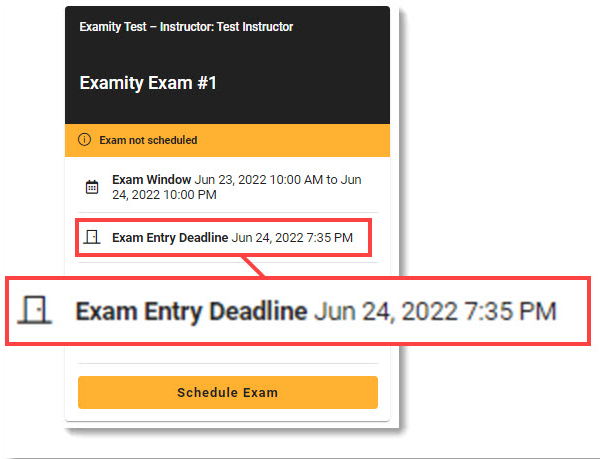 Examity Test – Instructor: Test Instructor
Examity Exam #1
Exam not scheduled
Exam Window Jun 23, 2022 10:00 AM to Jun
24, 2022 10:00 PM
Exam Entry Deadline Jun 24, 2022 7:35 PM
Exam Entry Deadline Jun 24, 2022 7:35 PM
Schedule Exam